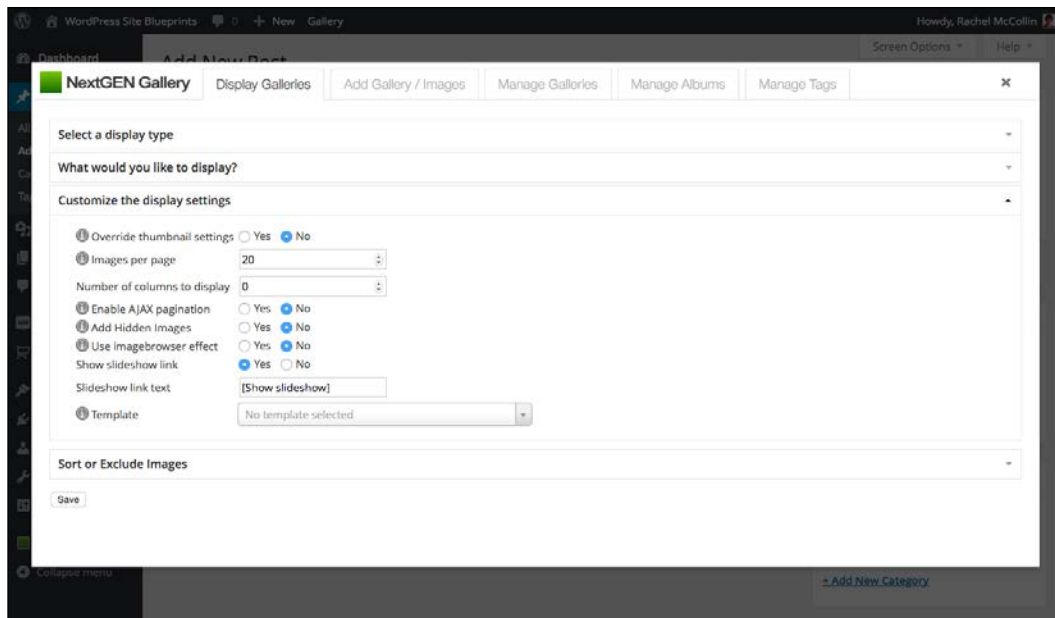 WordPress Site Blueprints 0 + New Gallery Howdy, Rachel McCollin
Screen Options Help
Dashboard Add New Post
NextGEN Gallery Display Galleries Add Gallery / Images Manage Galleries Manage Albums Manage Tags
All
Select a display type
What would you like to display?
Customize the display settings
Override thumbnail settings Yes No
Images per page 20
Number of columns to display 0
Enable AJAX pagination Yes No
Add Hidden Images Yes No
Use imagebrowser effect Yes No
Show slideshow link Yes No
Slideshow link text [Show slideshow]
Template No template selected
Sort or Exclude Images
Save
Collapse menu
+ Add New Category